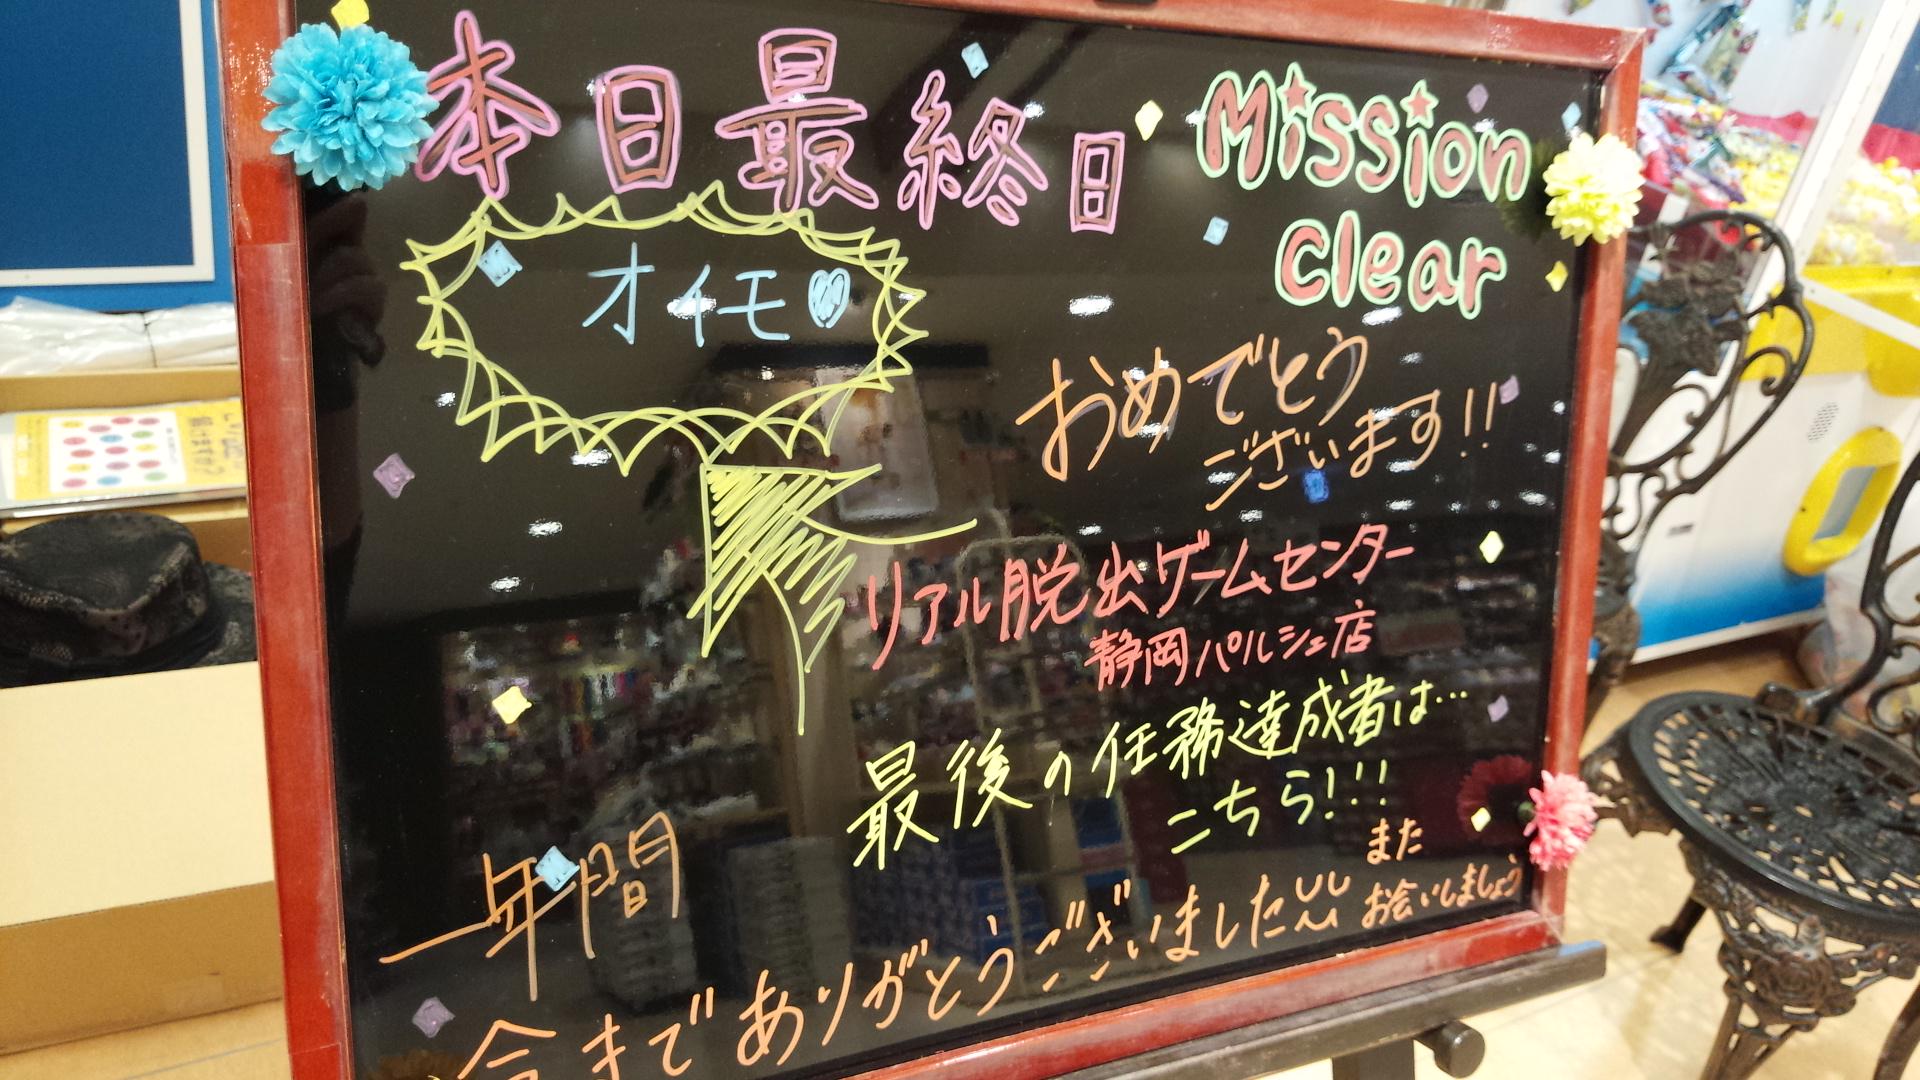 本日最終日
Mission
Clear
オイモ♡
おめでとう
ございます!!
リアル脱出ゲームセンター
静岡パルシェ店
最後の任務達成者は…
こちら!!!
一年間
今までありがとうございました
また
お会いしましょう